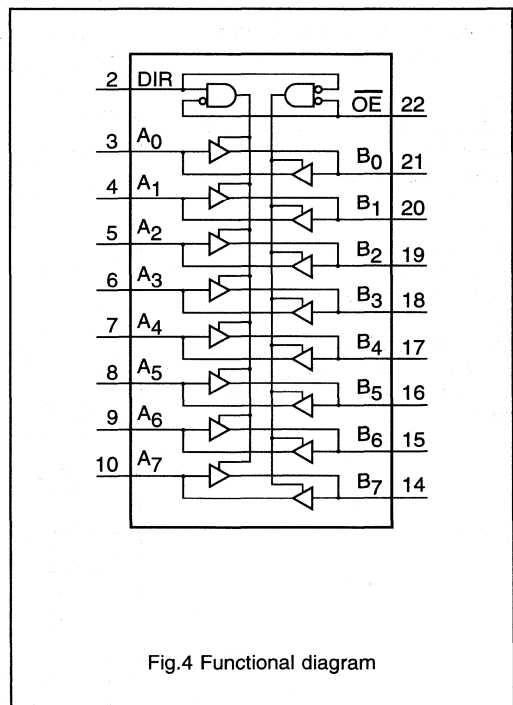 2 DIR
OE 22
3 A0
B0 21
4 A1
B1 20
5 A2
B2 19
6 A3
B3 18
7 A4
B4 17
8 A5
B5 16
9 A6
B6 15
10 A7
B7 14
Fig.4 Functional diagram